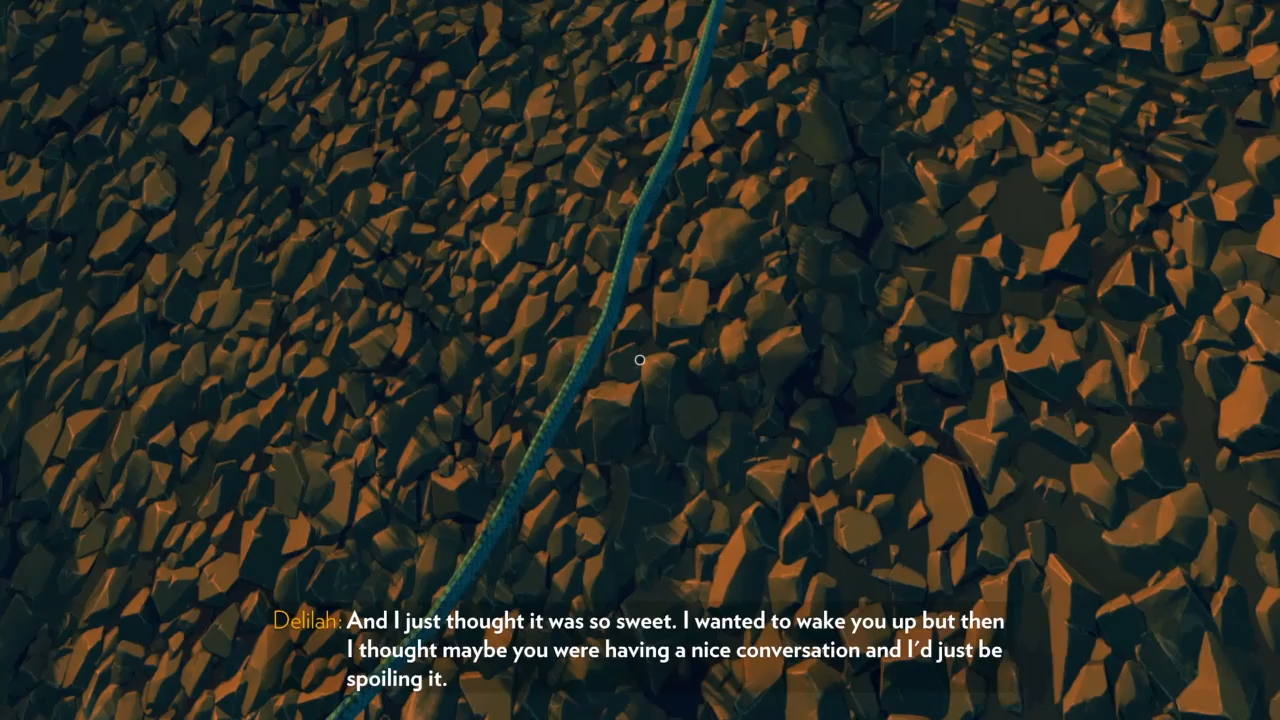 Delilah: And I just thought it was so sweet. I wanted to wake you up but then
I thought maybe you were having a nice conversation and I'd just be
spoiling it.